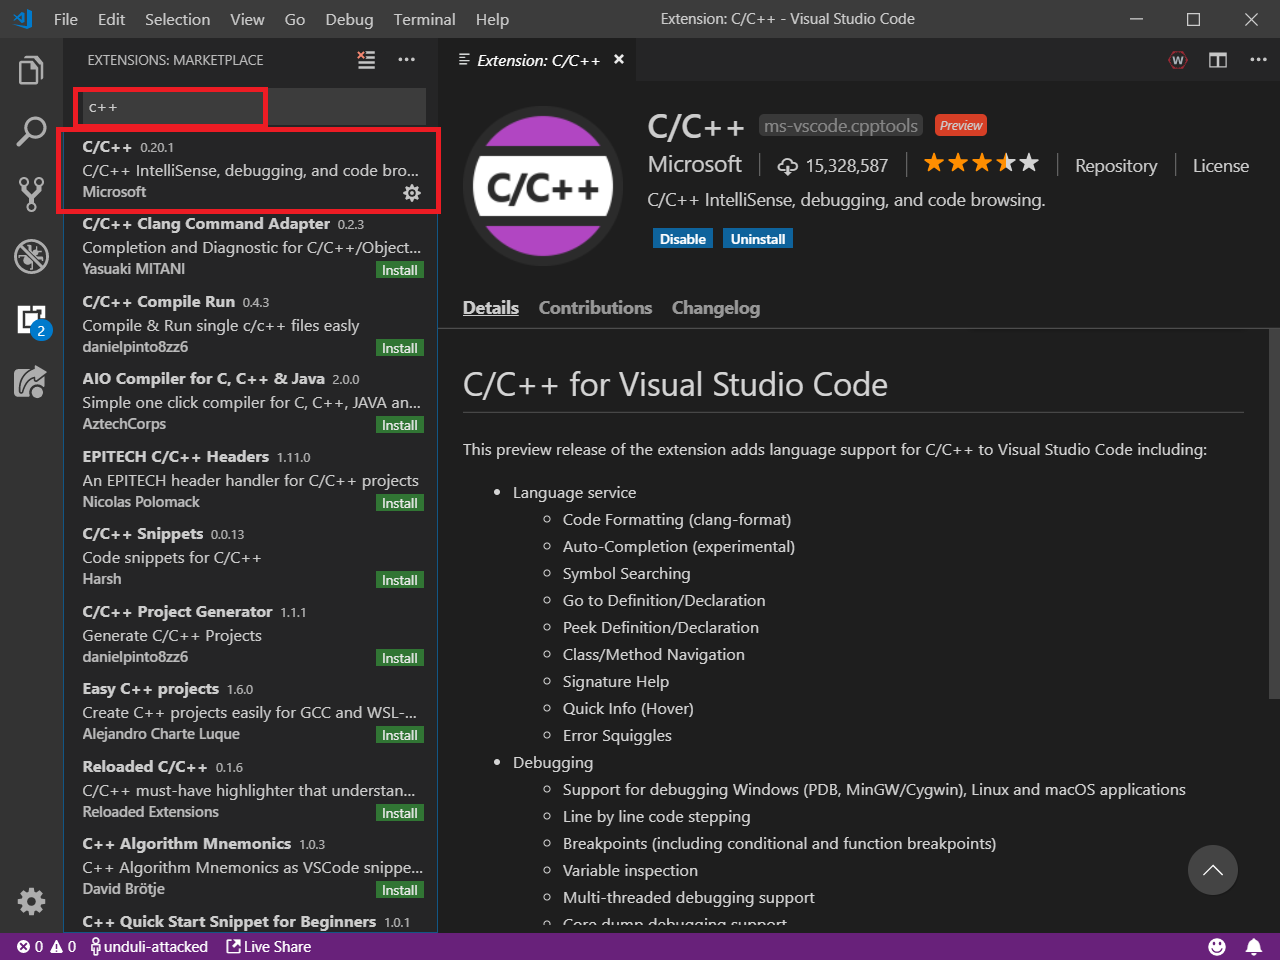 File Edit Selection View Go Debug Terminal Help
Extension: C/C++ - Visual Studio Code
EXTENSIONS: MARKETPLACE
c++
C/C++ 0.20.1
C/C++ IntelliSense, debugging, and code bro...
Microsoft
C/C++ Clang Command Adapter 0.2.3
Completion and Diagnostic for C/C++/Object...
Yasuaki MITANI Install
C/C++ Compile Run 0.4.3
Compile & Run single c/c++ files easly
danielpinto8zz6 Install
AIO Compiler for C, C++ & Java 2.0.0
Simple one click compiler for C, C++, JAVA an...
AztechCorps Install
EPITECH C/C++ Headers 1.11.0
An EPITECH header handler for C/C++ projects
Nicolas Polomack Install
C/C++ Snippets 0.0.13
Code snippets for C/C++
Harsh Install
C/C++ Project Generator 1.1.1
Generate C/C++ Projects
danielpinto8zz6 Install
Easy C++ projects 1.6.0
Create C++ projects easily for GCC and WSL-...
Alejandro Charte Luque Install
Reloaded C/C++ 0.1.6
C/C++ must-have highlighter that understan...
Reloaded Extensions Install
C++ Algorithm Mnemonics 1.0.3
C++ Algorithm Mnemonics as VSCode snippe...
David Brötje Install
C++ Quick Start Snippet for Beginners 1.0.1
2
Extension: C/C++
W
C/C++
C/C++ ms-vscode.cpptools Preview
Microsoft 15,328,587 Repository License
C/C++ IntelliSense, debugging, and code browsing.
Disable Uninstall
Details Contributions Changelog
C/C++ for Visual Studio Code
This preview release of the extension adds language support for C/C++ to Visual Studio Code including:
• Language service
◦ Code Formatting (clang-format)
◦ Auto-Completion (experimental)
◦ Symbol Searching
◦ Go to Definition/Declaration
◦ Peek Definition/Declaration
◦ Class/Method Navigation
◦ Signature Help
◦ Quick Info (Hover)
◦ Error Squiggles
• Debugging
◦ Support for debugging Windows (PDB, MinGW/Cygwin), Linux and macOS applications
◦ Line by line code stepping
◦ Breakpoints (including conditional and function breakpoints)
◦ Variable inspection
◦ Multi-threaded debugging support
◦ Core dump debugging support
0 0 unduli-attacked Live Share